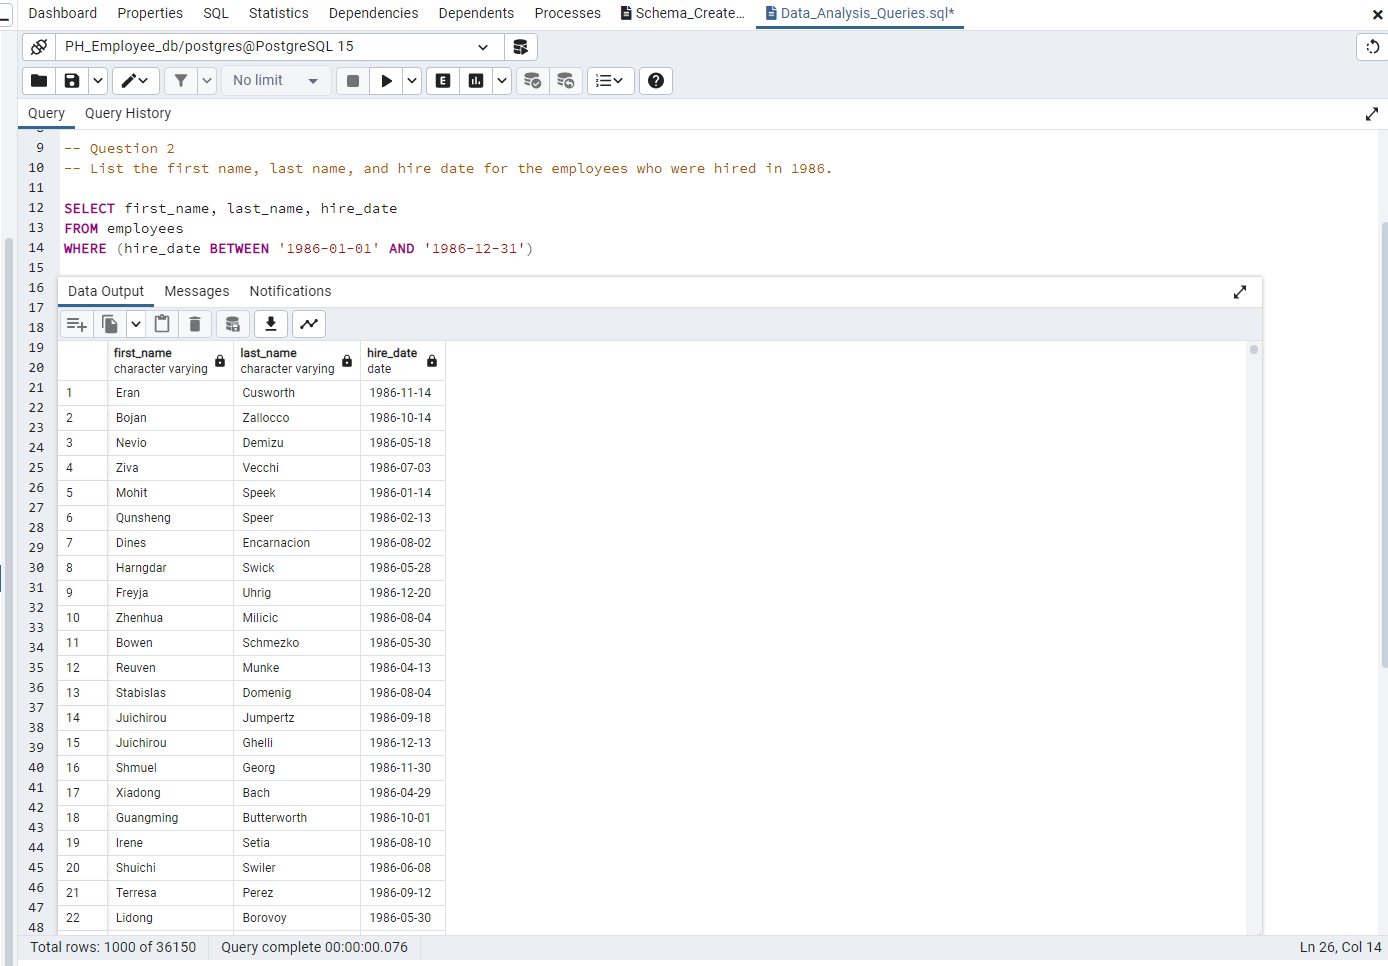 Dashboard Properties SQL Statistics Dependencies Dependents Processes Schema_Create... Data_Analysis_Queries.sql*
PH_Employee_db/postgres@PostgreSQL 15
No limit E
Query Query History
9 -- Question 2
10 -- List the first name, last name, and hire date for the employees who were hired in 1986.
11
12 SELECT first_name, last_name, hire_date
13 FROM employees
14 WHERE (hire_date BETWEEN '1986-01-01' AND '1986-12-31')
15
16
17
18
19
20
21
22
23
24
25
26
27
28
29
30
31
32
33
34
35
36
37
38
39
40
41
42
43
44
45
46
47
48
Data Output Messages Notifications
first_name last_name hire_date
character varying character varying date
1 Eran Cusworth 1986-11-14
2 Bojan Zallocco 1986-10-14
3 Nevio Demizu 1986-05-18
4 Ziva Vecchi 1986-07-03
5 Mohit Speek 1986-01-14
6 Qunsheng Speer 1986-02-13
7 Dines Encarnacion 1986-08-02
8 Harngdar Swick 1986-05-28
9 Freyja Uhrig 1986-12-20
10 Zhenhua Milicic 1986-08-04
11 Bowen Schmezko 1986-05-30
12 Reuven Munke 1986-04-13
13 Stabislas Domenig 1986-08-04
14 Juichirou Jumpertz 1986-09-18
15 Juichirou Ghelli 1986-12-13
16 Shmuel Georg 1986-11-30
17 Xiadong Bach 1986-04-29
18 Guangming Butterworth 1986-10-01
19 Irene Setia 1986-08-10
20 Shuichi Swiler 1986-06-08
21 Terresa Perez 1986-09-12
22 Lidong Borovoy 1986-05-30
Total rows: 1000 of 36150 Query complete 00:00:00.076 Ln 26, Col 14